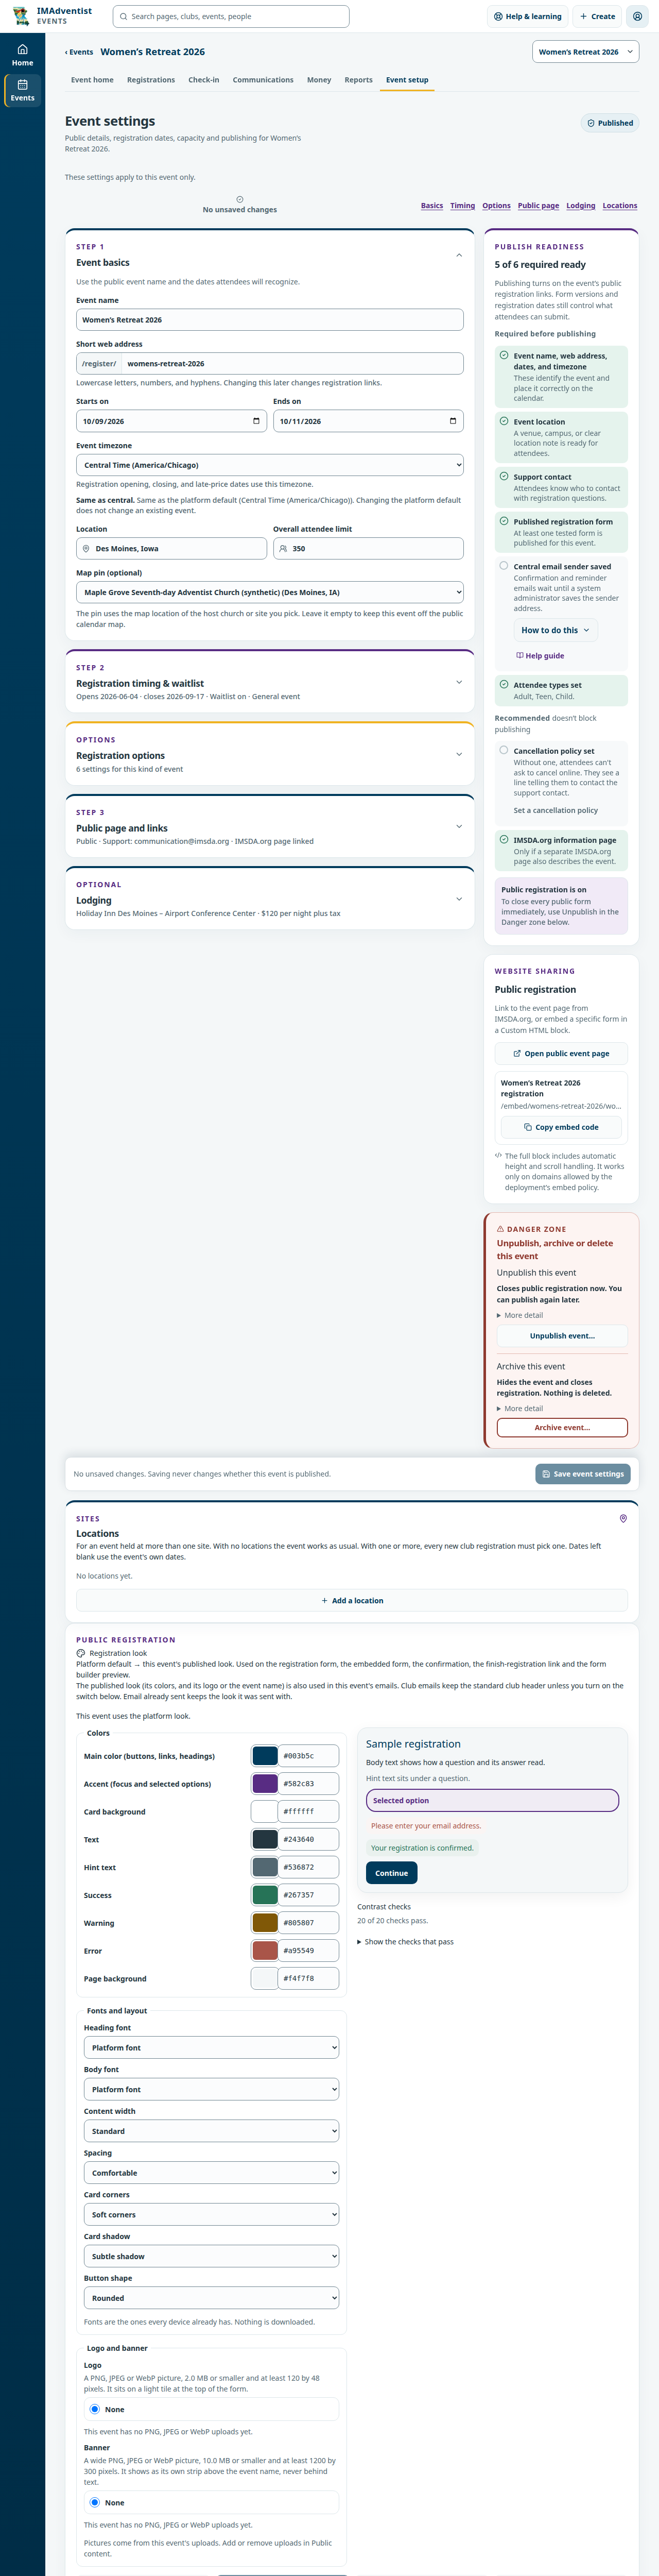 IMAdventist
EVENTS
Search pages, clubs, events, people
Help & learning
Create
Home
Events
‹ Events
Women's Retreat 2026
Women's Retreat 2026
Event home
Registrations
Check-in
Communications
Money
Reports
Event setup
Event settings
Public details, registration dates, capacity and publishing for Women's
Retreat 2026.
Published
These settings apply to this event only.
No unsaved changes
Basics
Timing
Options
Public page
Lodging
Locations
STEP 1
Event basics
Use the public event name and the dates attendees will recognize.
Event name
Women's Retreat 2026
Short web address
/register/
womens-retreat-2026
Lowercase letters, numbers, and hyphens. Changing this later changes registration links.
Starts on
Ends on
10/09/2026
10/11/2026
Event timezone
Central Time (America/Chicago)
Registration opening, closing, and late-price dates use this timezone.
Same as central. Same as the platform default (Central Time (America/Chicago)). Changing the platform default
does not change an existing event.
Location
Overall attendee limit
Des Moines, Iowa
350
Map pin (optional)
Maple Grove Seventh-day Adventist Church (synthetic) (Des Moines, IA)
The pin uses the map location of the host church or site you pick. Leave it empty to keep this event off the public
calendar map.
STEP 2
Registration timing & waitlist
Opens 2026-06-04 · closes 2026-09-17 · Waitlist on · General event
OPTIONS
Registration options
6 settings for this kind of event
STEP 3
Public page and links
Public · Support: communication@imsda.org · IMSDA.org page linked
OPTIONAL
Lodging
Holiday Inn Des Moines – Airport Conference Center · $120 per night plus tax
PUBLISH READINESS
5 of 6 required ready
Publishing turns on the event's public
registration links. Form versions and
registration dates still control what
attendees can submit.
Required before publishing
Event name, web address,
dates, and timezone
These identify the event and
place it correctly on the
calendar.
Event location
A venue, campus, or clear
location note is ready for
attendees.
Support contact
Attendees know who to contact
with registration questions.
Published registration form
At least one tested form is
published for this event.
Central email sender saved
Confirmation and reminder
emails wait until a system
administrator saves the sender
address.
How to do this
Help guide
Attendee types set
Adult, Teen, Child.
Recommended doesn't block
publishing
Cancellation policy set
Without one, attendees can't
ask to cancel online. They see a
line telling them to contact the
support contact.
Set a cancellation policy
IMSDA.org information page
Only if a separate IMSDA.org
page also describes the event.
Public registration is on
To close every public form
immediately, use Unpublish in the
Danger zone below.
WEBSITE SHARING
Public registration
Link to the event page from
IMSDA.org, or embed a specific form in
a Custom HTML block.
Open public event page
Women's Retreat 2026
registration
/embed/womens-retreat-2026/wo...
Copy embed code
The full block includes automatic
height and scroll handling. It works
only on domains allowed by the
deployment's embed policy.
DANGER ZONE
Unpublish, archive or delete
this event
Unpublish this event
Closes public registration now. You
can publish again later.
More detail
Unpublish event...
Archive this event
Hides the event and closes
registration. Nothing is deleted.
More detail
Archive event...
No unsaved changes. Saving never changes whether this event is published.
Save event settings
SITES
Locations
For an event held at more than one site. With no locations the event works as usual. With one or more, every new club registration must pick one. Dates left
blank use the event's own dates.
No locations yet.
Add a location
PUBLIC REGISTRATION
Registration look
Platform default → this event's published look. Used on the registration form, the embedded form, the confirmation, the finish-registration link and the form
builder preview.
The published look (its colors, and its logo or the event name) is also used in this event's emails. Club emails keep the standard club header unless you turn on the
switch below. Email already sent keeps the look it was sent with.
This event uses the platform look.
Colors
Main color (buttons, links, headings)
#003b5c
Accent (focus and selected options)
#582c83
Card background
#ffffff
Text
#243640
Hint text
#536872
Success
#267357
Warning
#805807
Error
#a95549
Page background
#f4f7f8
Sample registration
Body text shows how a question and its answer read.
Hint text sits under a question.
Selected option
Please enter your email address.
Your registration is confirmed.
Continue
Contrast checks
20 of 20 checks pass.
Show the checks that pass
Fonts and layout
Heading font
Platform font
Body font
Platform font
Content width
Standard
Spacing
Comfortable
Card corners
Soft corners
Card shadow
Subtle shadow
Button shape
Rounded
Fonts are the ones every device already has. Nothing is downloaded.
Logo and banner
Logo
A PNG, JPEG or WebP picture, 2.0 MB or smaller and at least 120 by 48
pixels. It sits on a light tile at the top of the form.
None
This event has no PNG, JPEG or WebP uploads yet.
Banner
A wide PNG, JPEG or WebP picture, 10.0 MB or smaller and at least 1200 by
300 pixels. It shows as its own strip above the event name, never behind
text.
None
This event has no PNG, JPEG or WebP uploads yet.
Pictures come from this event's uploads. Add or remove uploads in Public
content.